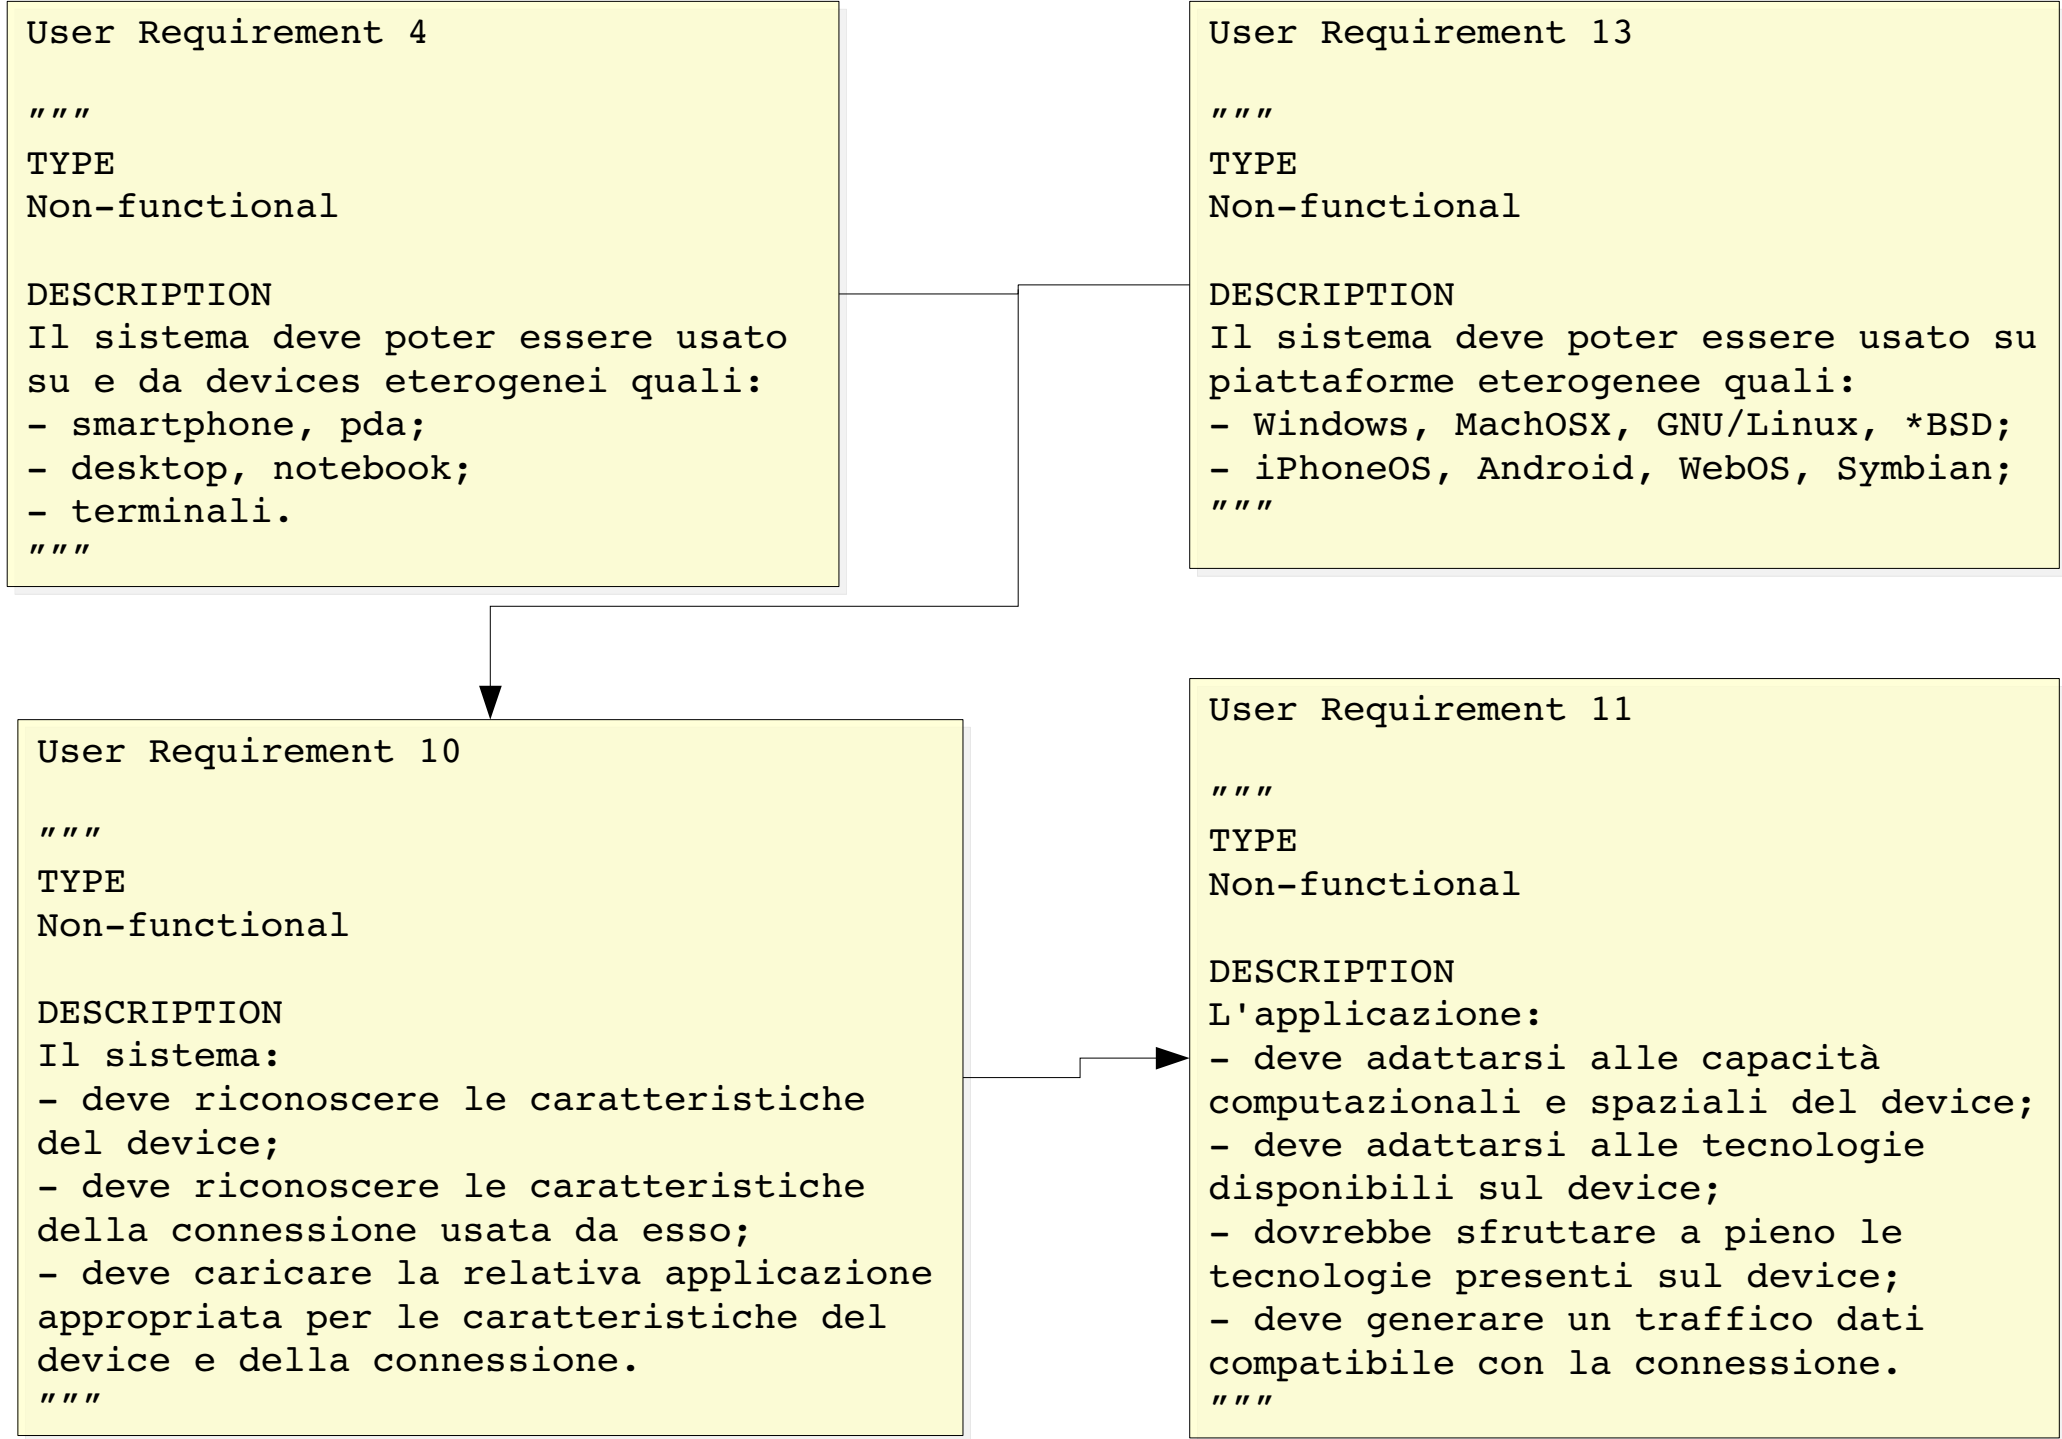 User Requirement 4
"""
TYPE
Non-functional
DESCRIPTION
Il sistema deve poter essere usato
su e da devices eterogenei quali:
- smartphone, pda;
- desktop, notebook;
- terminali.
"""
User Requirement 13
"""
TYPE
Non-functional
DESCRIPTION
Il sistema deve poter essere usato su
piattaforme eterogenee quali:
- Windows, MachOSX, GNU/Linux, *BSD;
- iPhoneOS, Android, WebOS, Symbian;
"""
User Requirement 10
"""
TYPE
Non-functional
DESCRIPTION
Il sistema:
- deve riconoscere le caratteristiche
del device;
- deve riconoscere le caratteristiche
della connessione usata da esso;
- deve caricare la relativa applicazione
appropriata per le caratteristiche del
device e della connessione.
"""
User Requirement 11
"""
TYPE
Non-functional
DESCRIPTION
L'applicazione:
- deve adattarsi alle capacità
computazionali e spaziali del device;
- deve adattarsi alle tecnologie
disponibili sul device;
- dovrebbe sfruttare a pieno le
tecnologie presenti sul device;
- deve generare un traffico dati
compatibile con la connessione.
"""